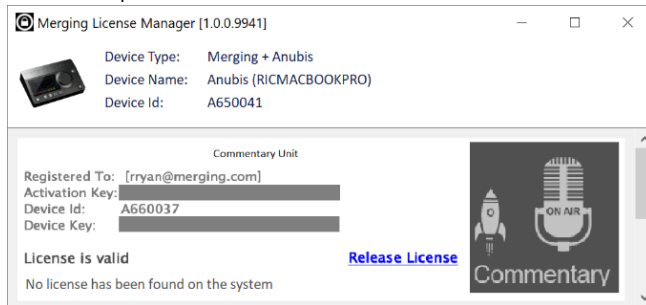 Merging License Manager [1.0.0.9941]
Device Type: Merging + Anubis
Device Name: Anubis (RICMACBOOKPRO)
Device Id: A650041
Commentary Unit
Registered To: [rryan@merging.com]
Activation Key:
Device Id: A660037
Device Key:
License is valid Release License
No license has been found on the system
ON AIR
Commentary